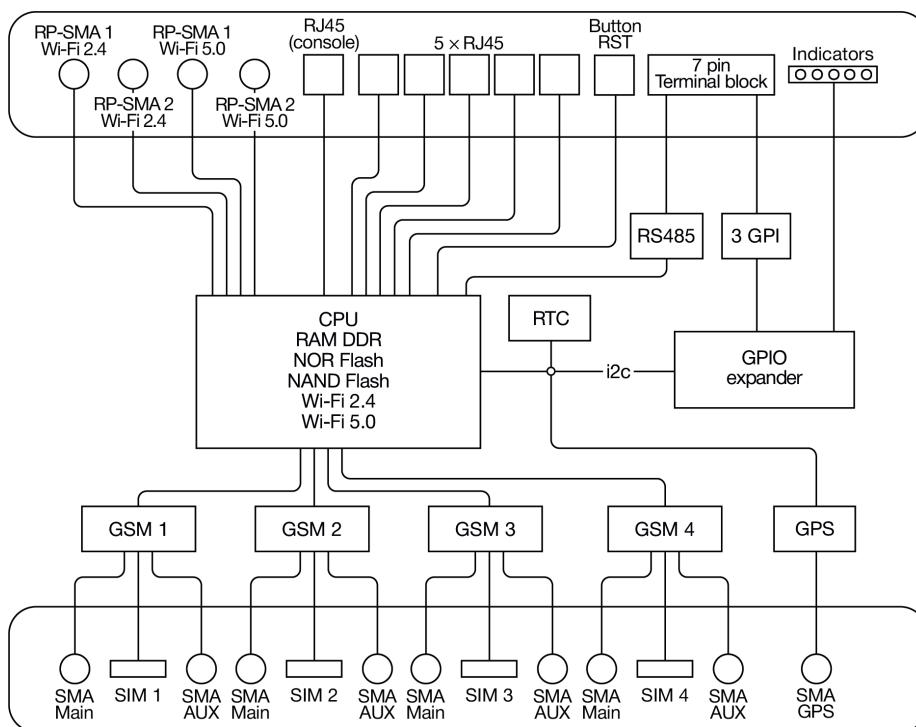 RP-SMA 1
Wi-Fi 2.4
RP-SMA 1
Wi-Fi 5.0
RP-SMA 2
Wi-Fi 2.4
RP-SMA 2
Wi-Fi 5.0
RJ45
(console)
5 × RJ45
Button
RST
7 pin
Terminal block
Indicators
RS485
3 GPI
CPU
RAM DDR
NOR Flash
NAND Flash
Wi-Fi 2.4
Wi-Fi 5.0
RTC
i2c
GPIO
expander
GSM 1
GSM 2
GSM 3
GSM 4
GPS
SMA
Main
SIM 1
SMA
AUX
SMA
Main
SIM 2
SMA
AUX
SMA
Main
SIM 3
SMA
AUX
SMA
Main
SIM 4
SMA
AUX
SMA
GPS